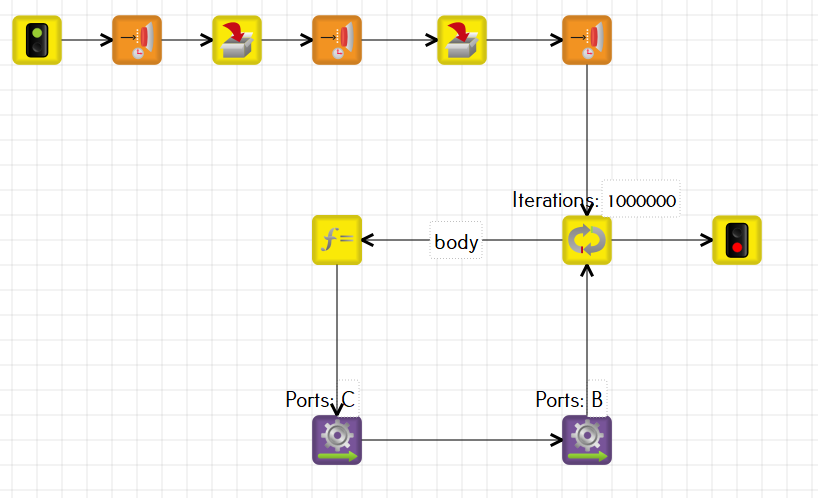 Iterations: 1000000
ƒ=
body
Ports: C
Ports: B